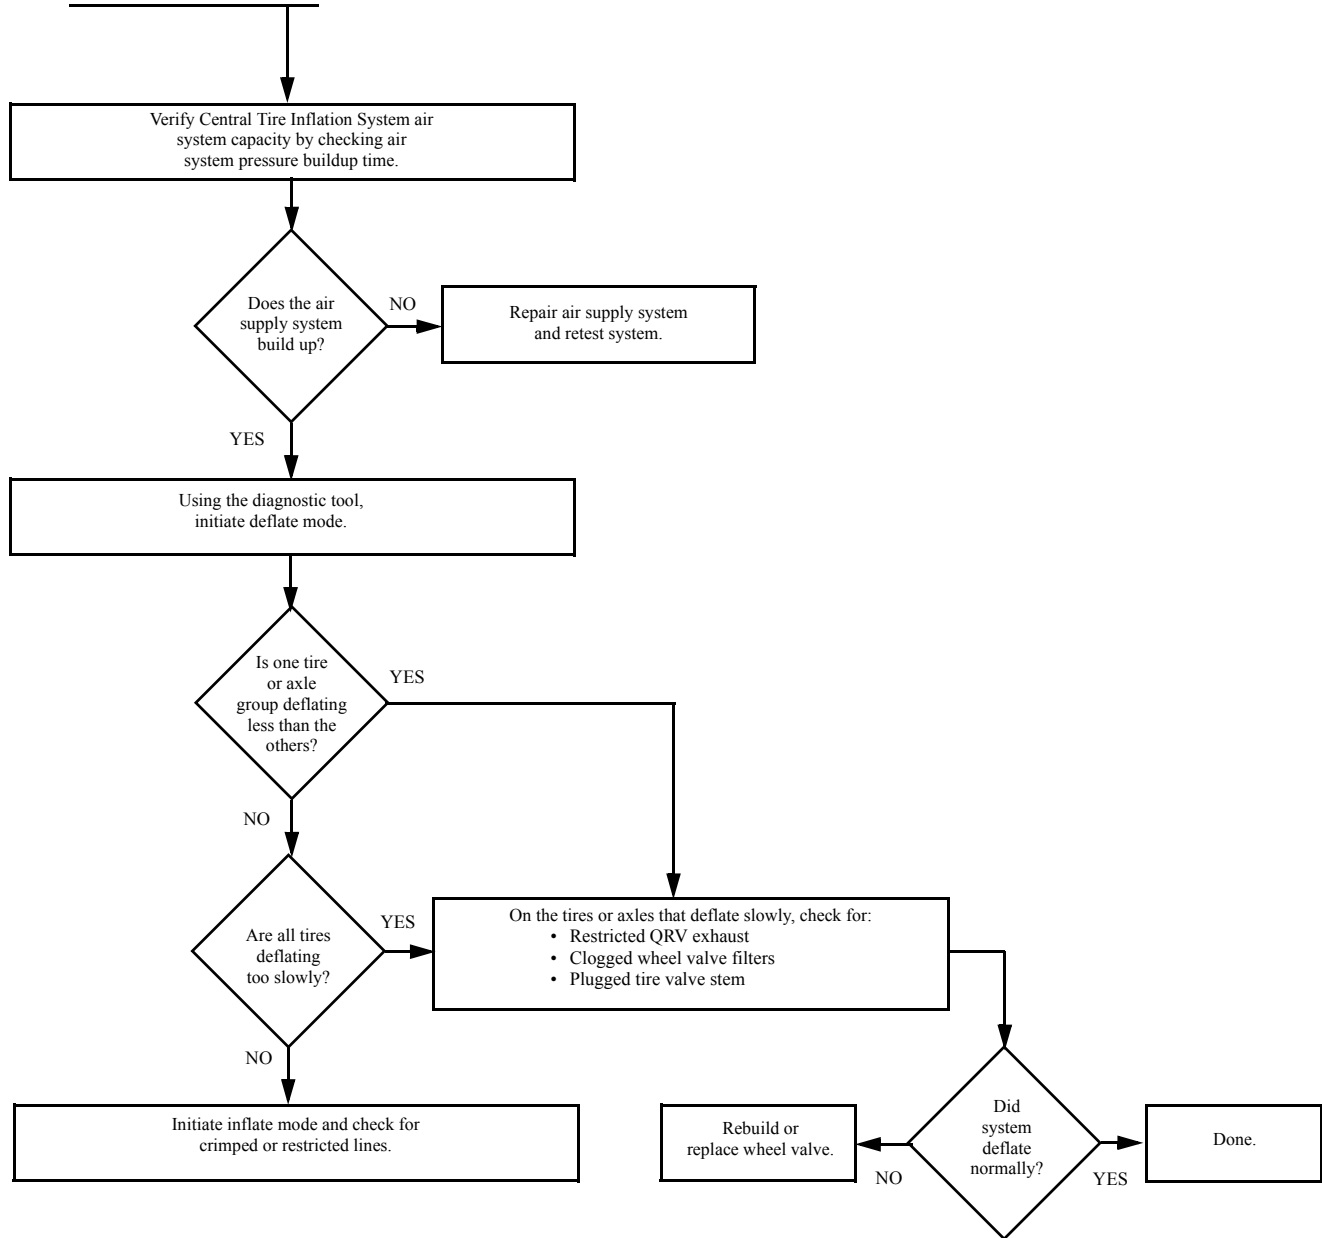 Verify Central Tire Inflation System air
system capacity by checking air
system pressure buildup time.
Does the air
supply system
build up?
NO
Repair air supply system
and retest system.
YES
Using the diagnostic tool,
initiate deflate mode.
Is one tire
or axle
group deflating
less than the
others?
YES
NO
Are all tires
deflating
too slowly?
YES
On the tires or axles that deflate slowly, check for:
• Restricted QRV exhaust
• Clogged wheel valve filters
• Plugged tire valve stem
NO
Initiate inflate mode and check for
crimped or restricted lines.
Did
system
deflate
normally?
NO
Rebuild or
replace wheel valve.
YES
Done.